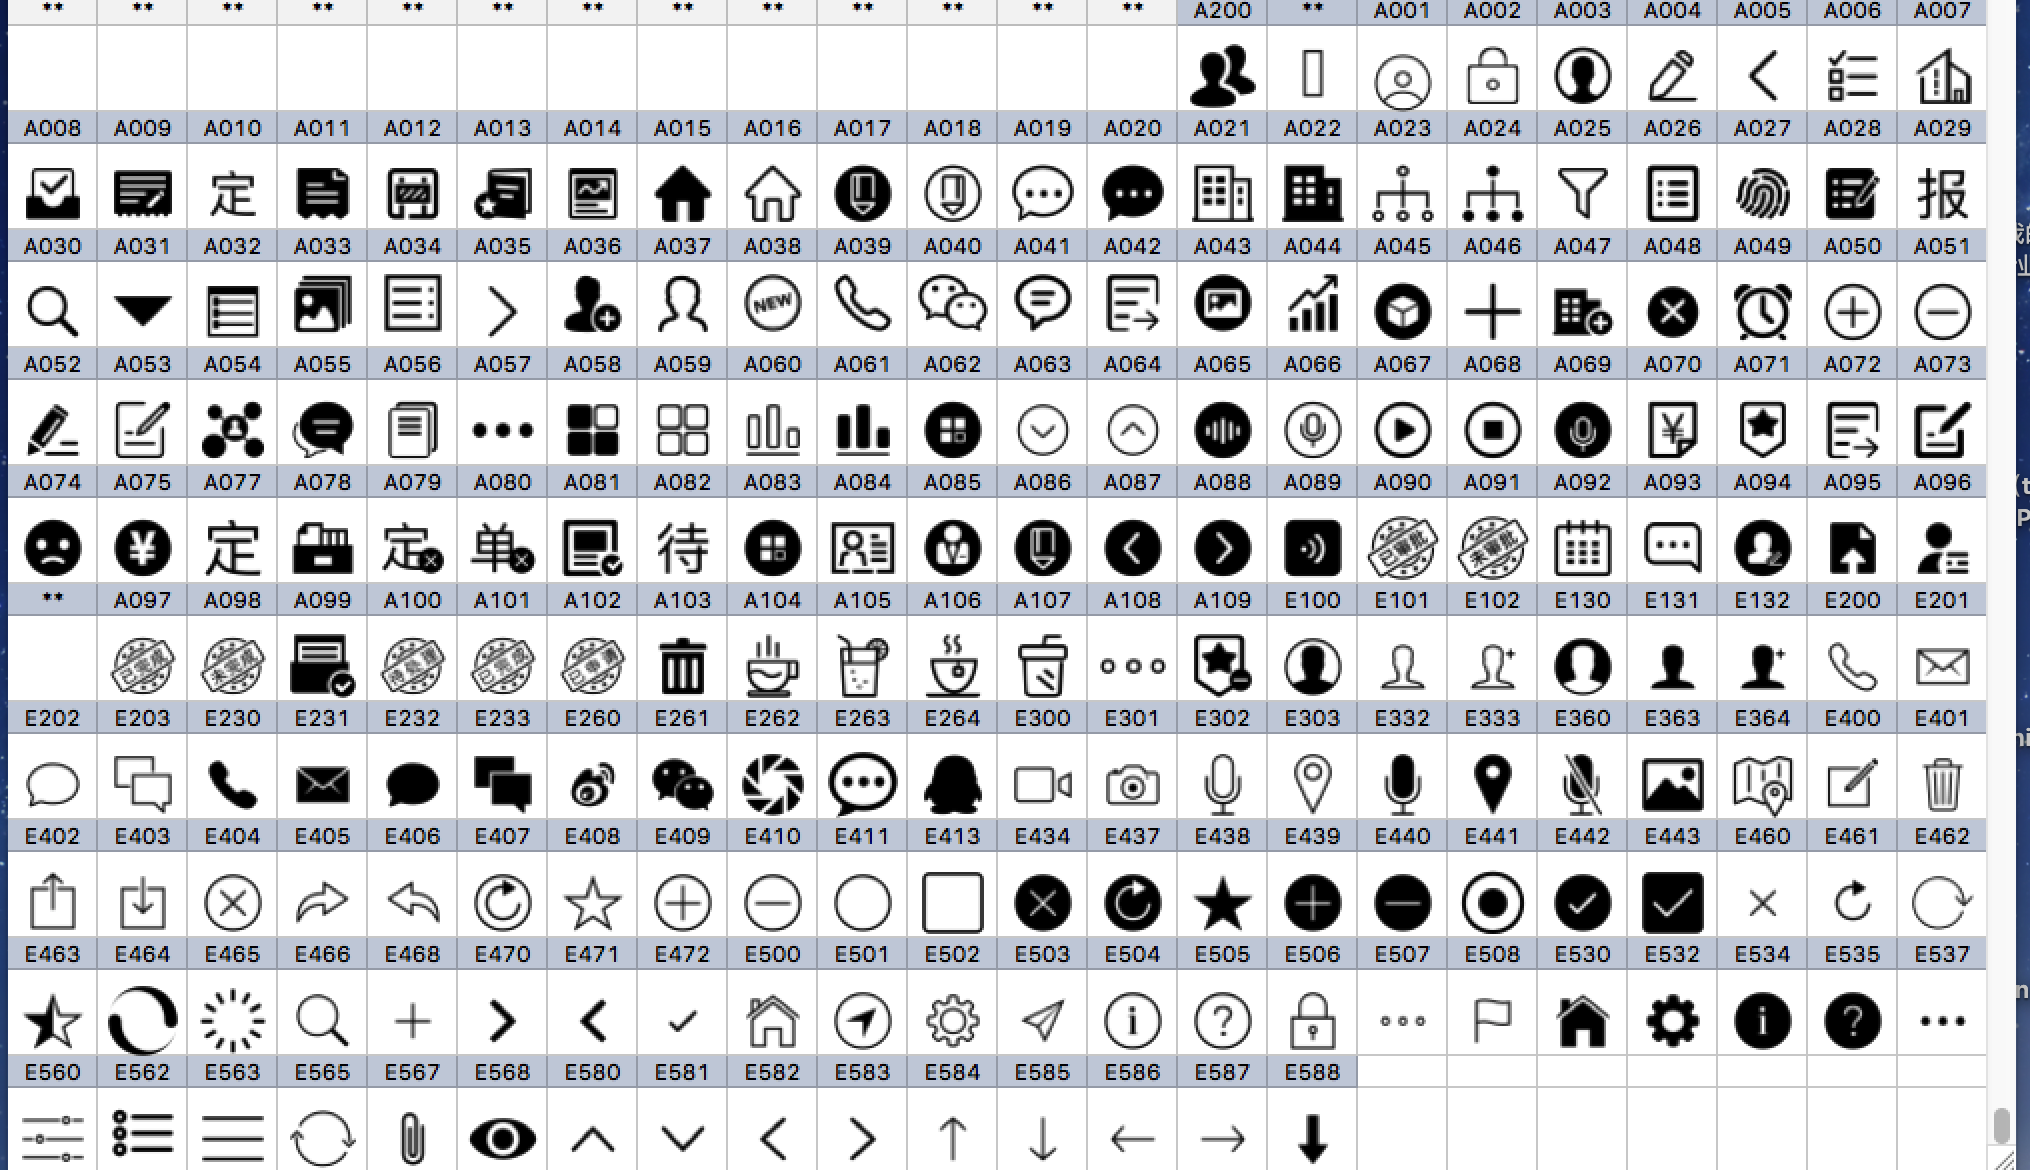 ** ** ** ** ** ** ** ** ** ** ** ** ** A200 ** A001 A002 A003 A004 A005 A006 A007
A008 A009 A010 A011 A012 A013 A014 A015 A016 A017 A018 A019 A020 A021 A022 A023 A024 A025 A026 A027 A028 A029
定 报
A030 A031 A032 A033 A034 A035 A036 A037 A038 A039 A040 A041 A042 A043 A044 A045 A046 A047 A048 A049 A050 A051
NEW
A052 A053 A054 A055 A056 A057 A058 A059 A060 A061 A062 A063 A064 A065 A066 A067 A068 A069 A070 A071 A072 A073
¥
A074 A075 A077 A078 A079 A080 A081 A082 A083 A084 A085 A086 A087 A088 A089 A090 A091 A092 A093 A094 A095 A096
¥ 定 定 单 待 已审批 未审批
** A097 A098 A099 A100 A101 A102 A103 A104 A105 A106 A107 A108 A109 E100 E101 E102 E130 E131 E132 E200 E201
已完成 未完成 待处理 已完成
E202 E203 E230 E231 E232 E233 E260 E261 E262 E263 E264 E300 E301 E302 E303 E332 E333 E360 E363 E364 E400 E401
E402 E403 E404 E405 E406 E407 E408 E409 E410 E411 E413 E434 E437 E438 E439 E440 E441 E442 E443 E460 E461 E462
E463 E464 E465 E466 E468 E470 E471 E472 E500 E501 E502 E503 E504 E505 E506 E507 E508 E530 E532 E534 E535 E537
i ? i ?
E560 E562 E563 E565 E567 E568 E580 E581 E582 E583 E584 E585 E586 E587 E588